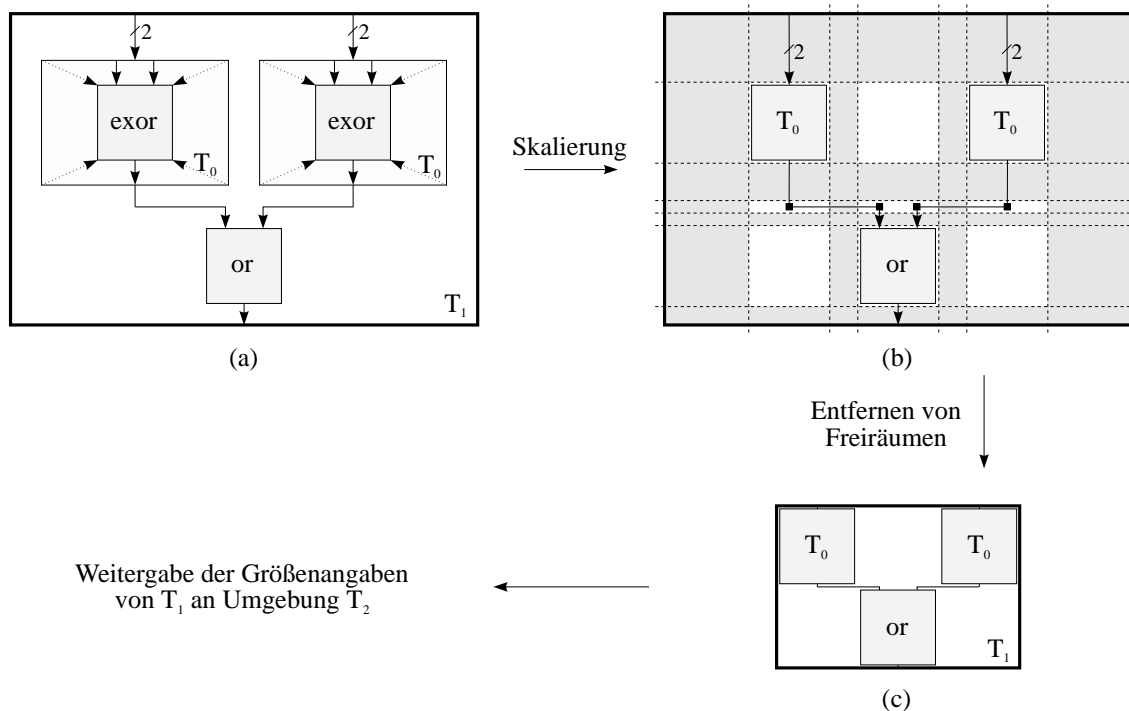 2
2
exor
exor
T₀
T₀
or
T₁
(a)
Skalierung
2
2
T₀
T₀
or
(b)
Entfernen von
Freiräumen
T₀
T₀
or
T₁
(c)
Weitergabe der Größenangaben
von T₁ an Umgebung T₂